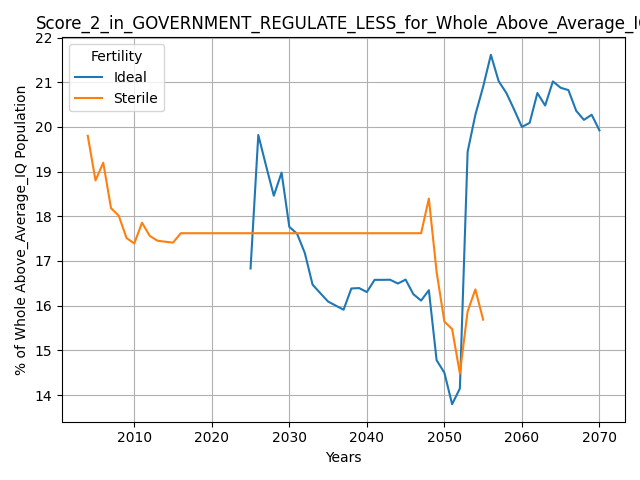 Score_2_in_GOVERNMENT_REGULATE_LESS_for_Whole_Above_Average_IQ
Fertility
Ideal
Sterile
% of Whole Above_Average_IQ Population
22
21
20
19
18
17
16
15
14
2010
2020
2030
2040
2050
2060
2070
Years